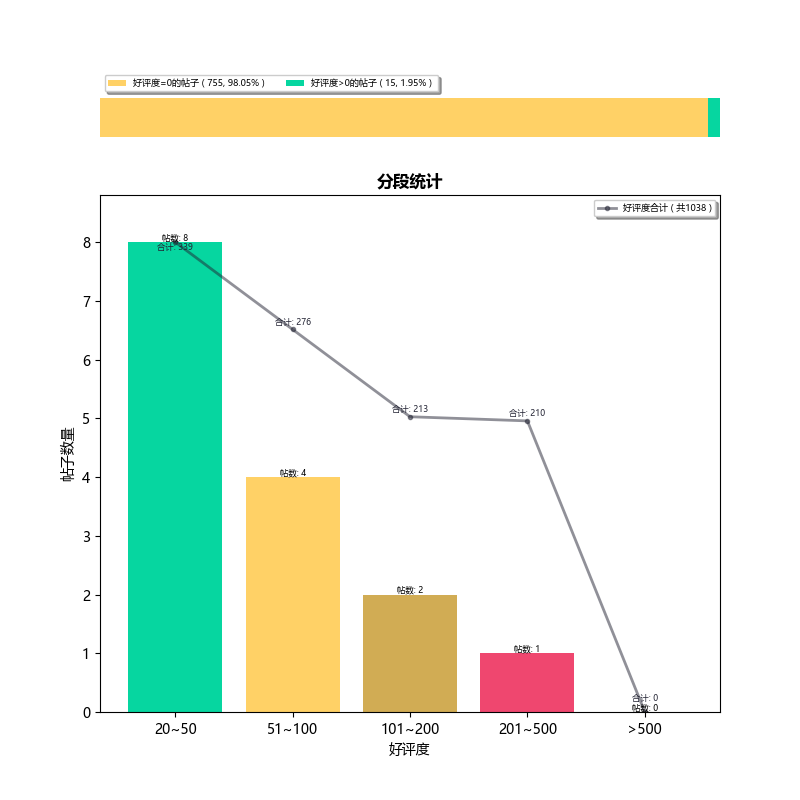 好评度=0的帖子 ( 755, 98.05% )
好评度>0的帖子 ( 15, 1.95% )
分段统计
好评度合计 ( 共1038 )
帖子数量
8
7
6
5
4
3
2
1
0
帖数: 8
合计: 339
合计: 276
合计: 213
合计: 210
合计: 0
帖数: 4
帖数: 2
帖数: 1
帖数: 0
20~50
51~100
101~200
201~500
>500
好评度